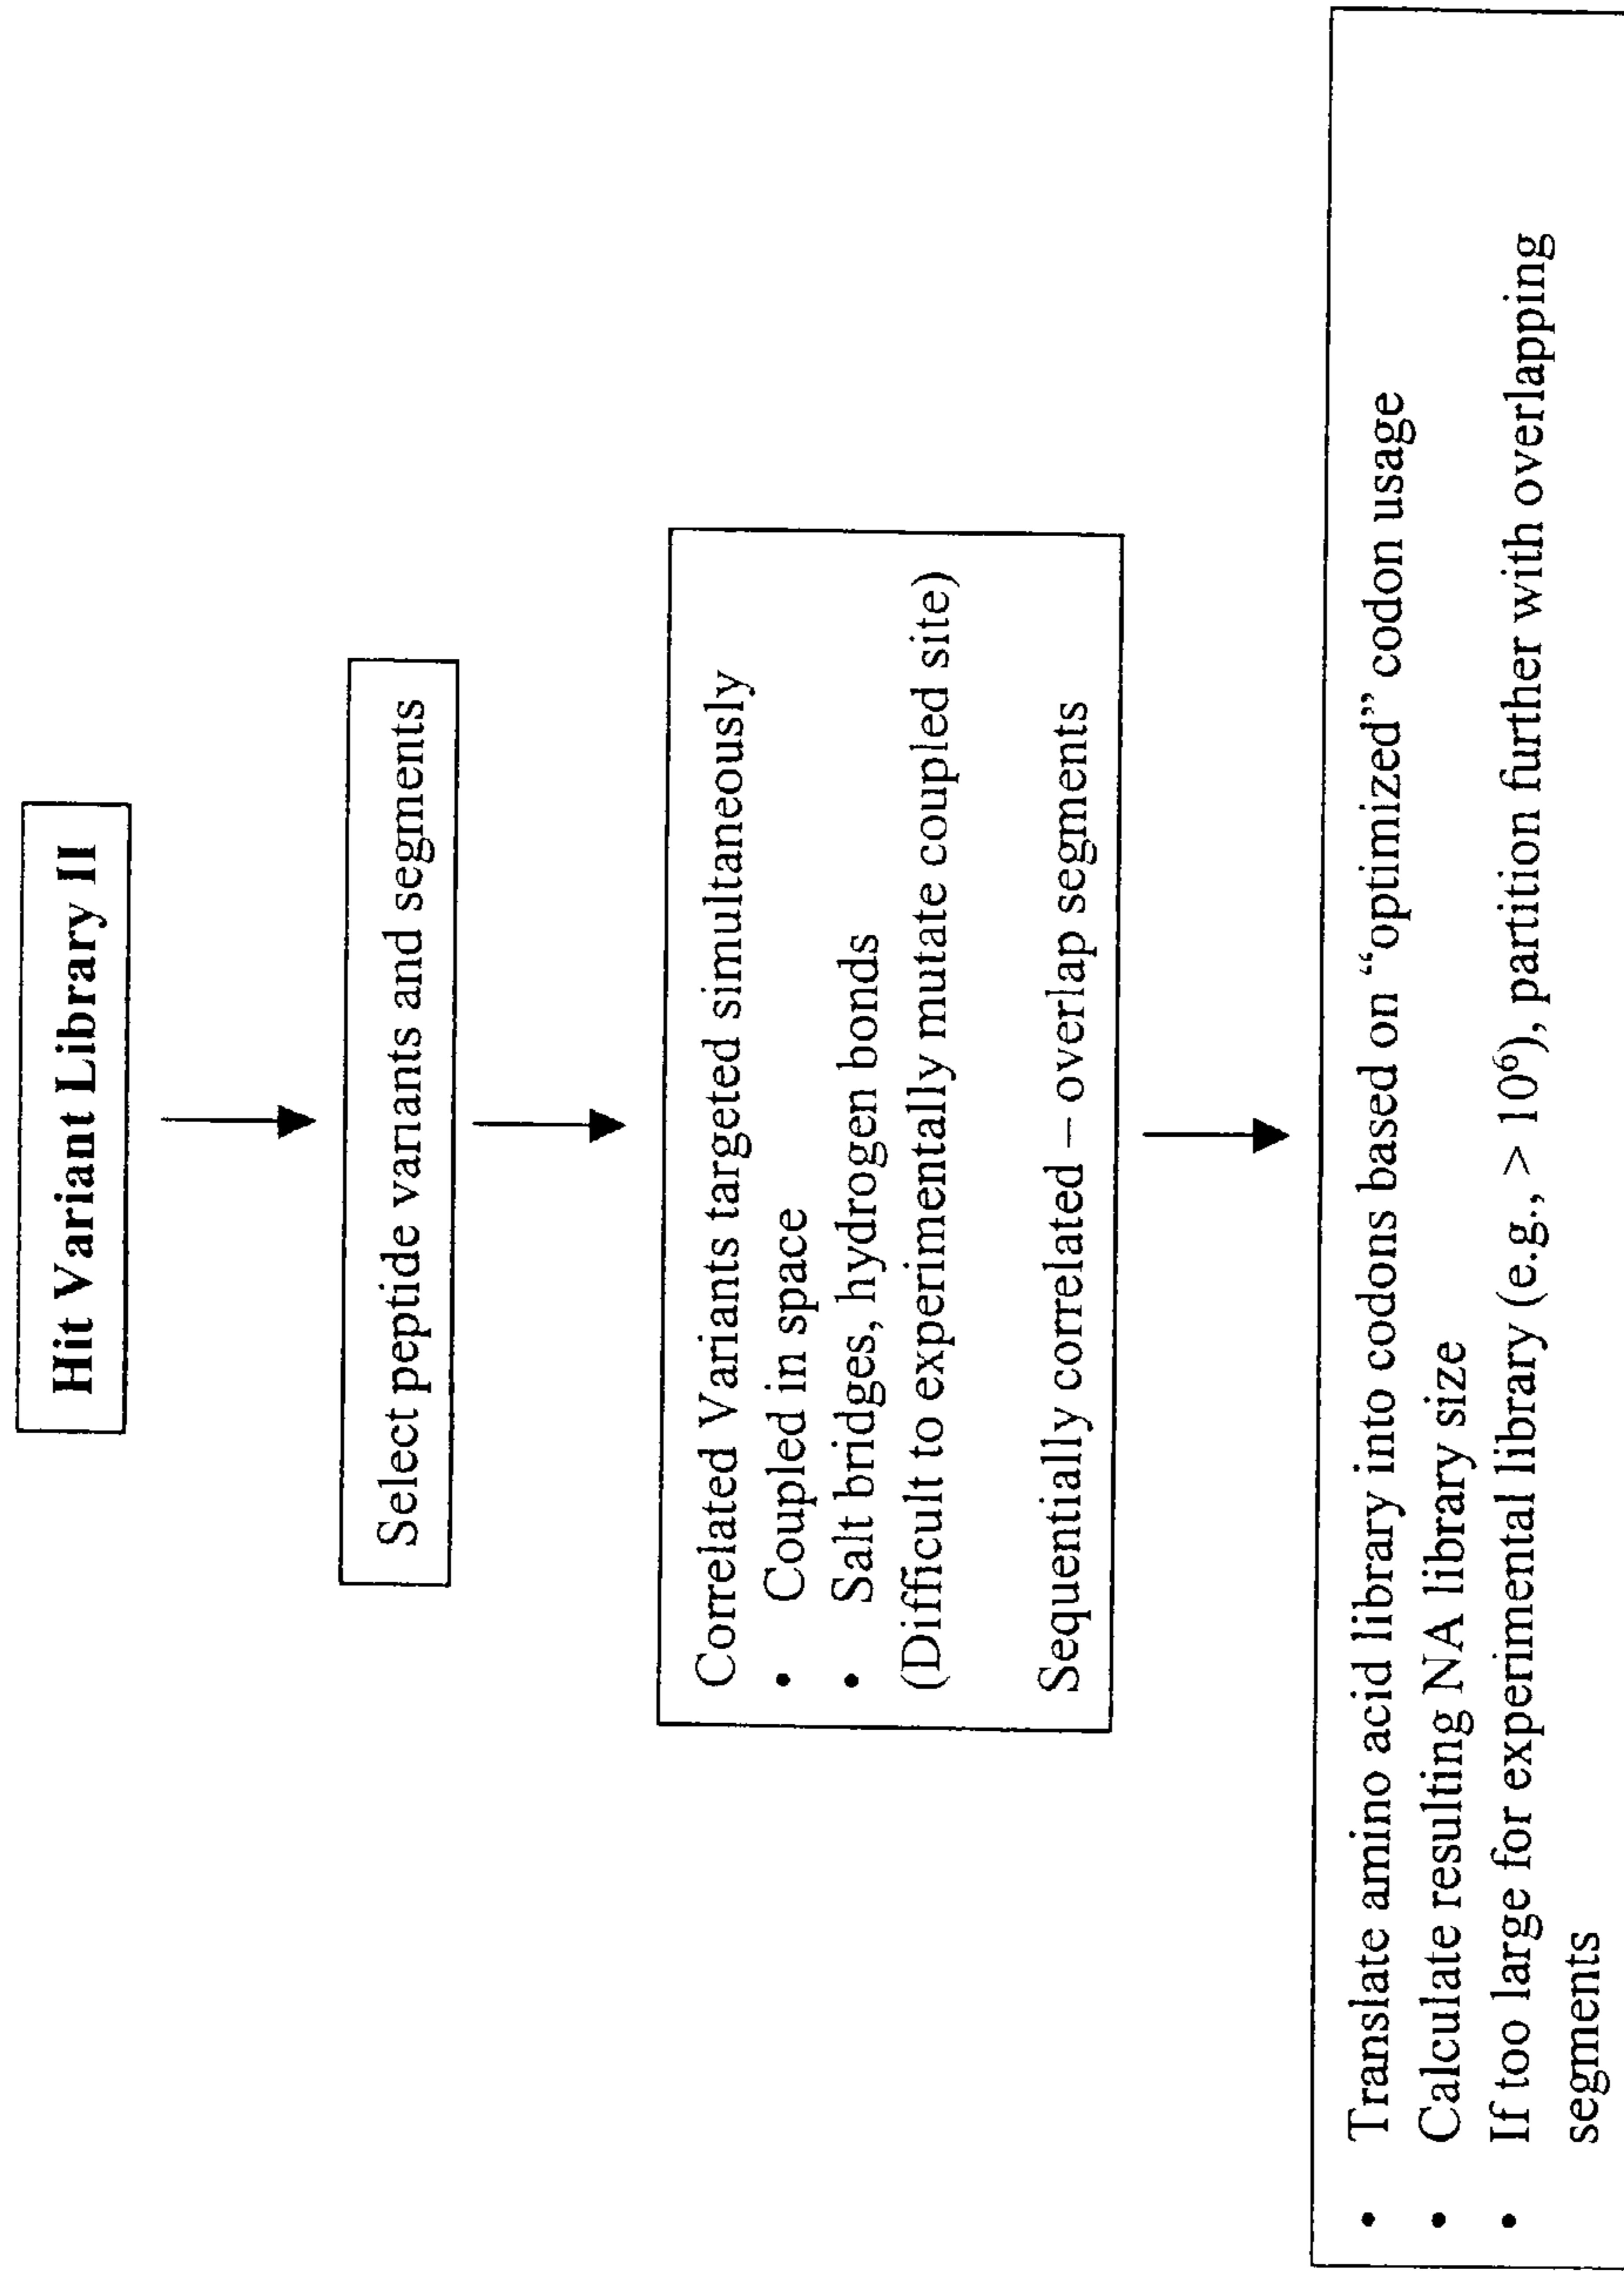 Hit Variant Library II
Select peptide variants and segments
Correlated Variants targeted simultaneously
• Coupled in space
• Salt bridges, hydrogen bonds
(Difficult to experimentally mutate coupled site)
Sequentially correlated – overlap segments
• Translate amino acid library into codons based on “optimized” codon usage
• Calculate resulting NA library size
• If too large for experimental library (e.g., > 10⁶), partition further with overlapping
segments